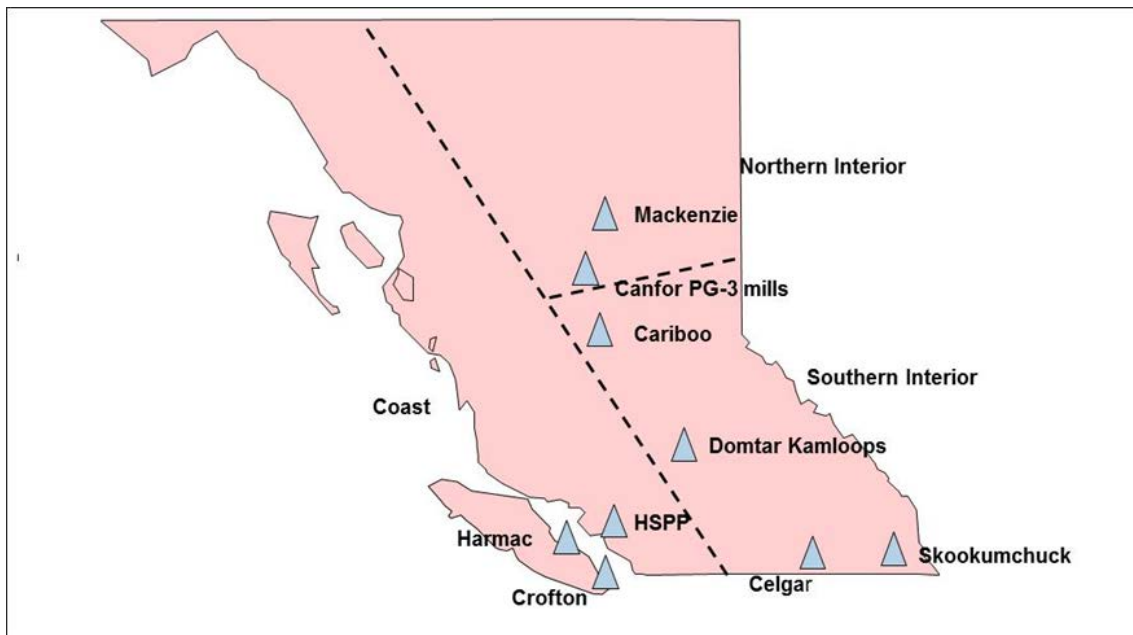 Northern Interior
Mackenzie
Canfor PG-3 mills
Cariboo
Southern Interior
Coast
Domtar Kamloops
HSPP
Harmac
Skookumchuck
Celgar
Crofton